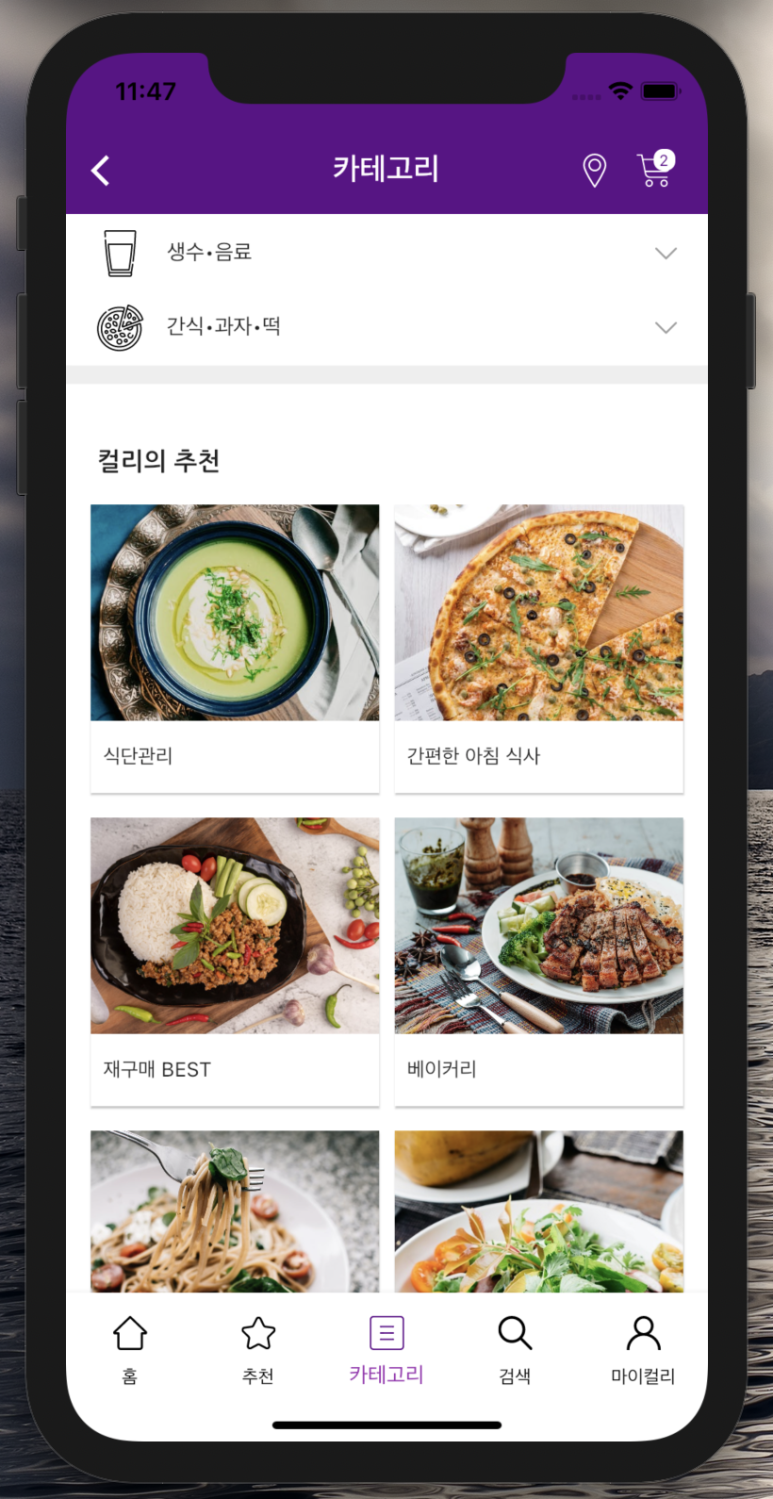 11:47
카테고리
2
생수•음료
간식•과자•떡
컬리의 추천
식단관리
간편한 아침 식사
재구매 BEST
베이커리
홈
추천
카테고리
검색
마이컬리